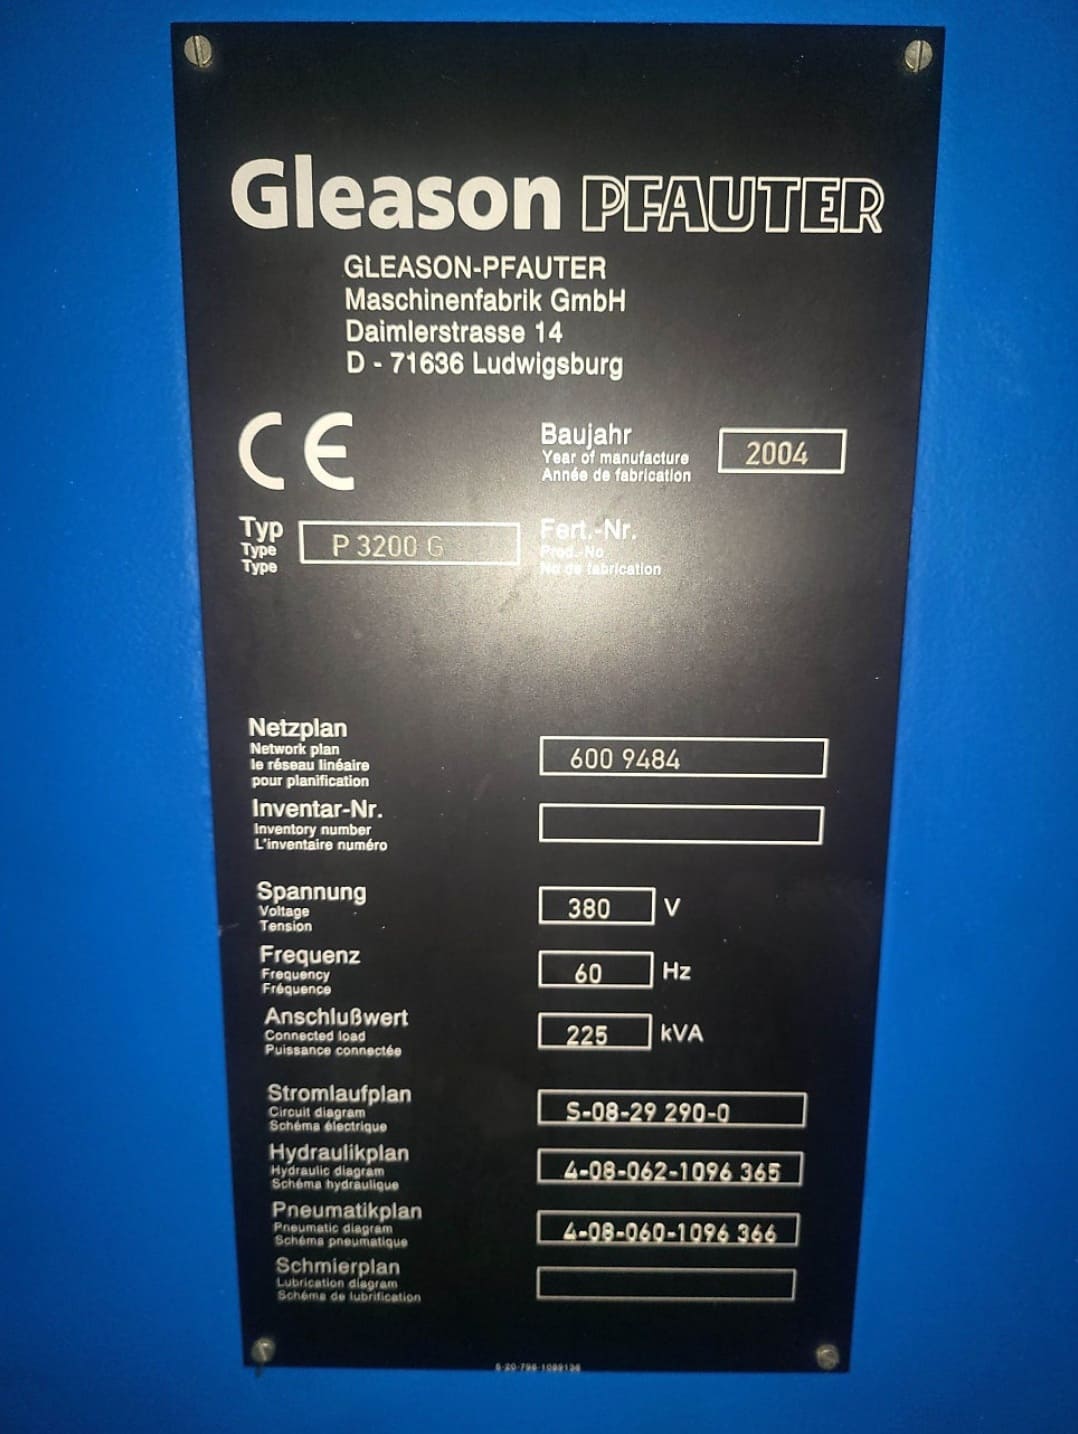 Gleason PFAUTER
GLEASON-PFAUTER
Maschinenfabrik GmbH
Daimlerstrasse 14
D - 71636 Ludwigsburg
CE
Baujahr
Year of manufacture
Année de fabrication
2004
Typ
Type
Type
P 3200 G
Fert.-Nr.
Prod.-No
No de fabrication
Netzplan
Network plan
le réseau linéaire
pour planification
600 9484
Inventar-Nr.
Inventory number
L'inventaire numéro
Spannung
Voltage
Tension
380 V
Frequenz
Frequency
Fréquence
60 Hz
Anschlußwert
Connected load
Puissance connectée
225 kVA
Stromlaufplan
Circuit diagram
Schéma électrique
S-08-29 290-0
Hydraulikplan
Hydraulic diagram
Schéma hydraulique
4-08-062-1096 365
Pneumatikplan
Pneumatic diagram
Schéma pneumatique
4-08-060-1096 366
Schmierplan
Lubrication diagram
Schéma de lubrification